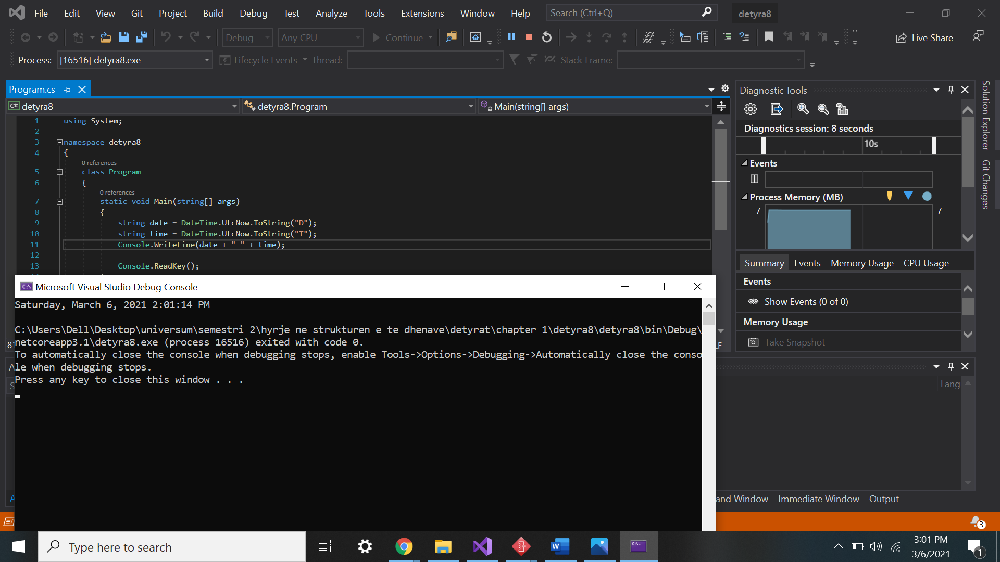 File Edit View Git Project Build Debug Test Analyze Tools Extensions Window Help Search (Ctrl+Q) detyra8
Debug Any CPU Continue Live Share
Process: [16516] detyra8.exe Lifecycle Events Thread: Stack Frame:
Program.cs
detyra8 detyra8.Program Main(string[] args)
1 using System;
2
3 namespace detyra8
4 {
0 references
5 class Program
6 {
0 references
7 static void Main(string[] args)
8 {
9 string date = DateTime.UtcNow.ToString("D");
10 string time = DateTime.UtcNow.ToString("T");
11 Console.WriteLine(date + " " + time);
12
13 Console.ReadKey();
Microsoft Visual Studio Debug Console
Saturday, March 6, 2021 2:01:14 PM
C:\Users\Dell\Desktop\universum\semestri 2\hyrje ne strukturen e te dhenave\detyrat\chapter 1\detyra8\detyra8\bin\Debug\
netcoreapp3.1\detyra8.exe (process 16516) exited with code 0.
To automatically close the console when debugging stops, enable Tools->Options->Debugging->Automatically close the conso
le when debugging stops.
Press any key to close this window . . .
Diagnostic Tools
Diagnostics session: 8 seconds
10s
Events
Process Memory (MB)
7 7
Summary Events Memory Usage CPU Usage
Events
Show Events (0 of 0)
Memory Usage
Take Snapshot
Solution Explorer
Git Changes
Lang
and Window Immediate Window Output
3
Type here to search
3:01 PM
3/6/2021
1